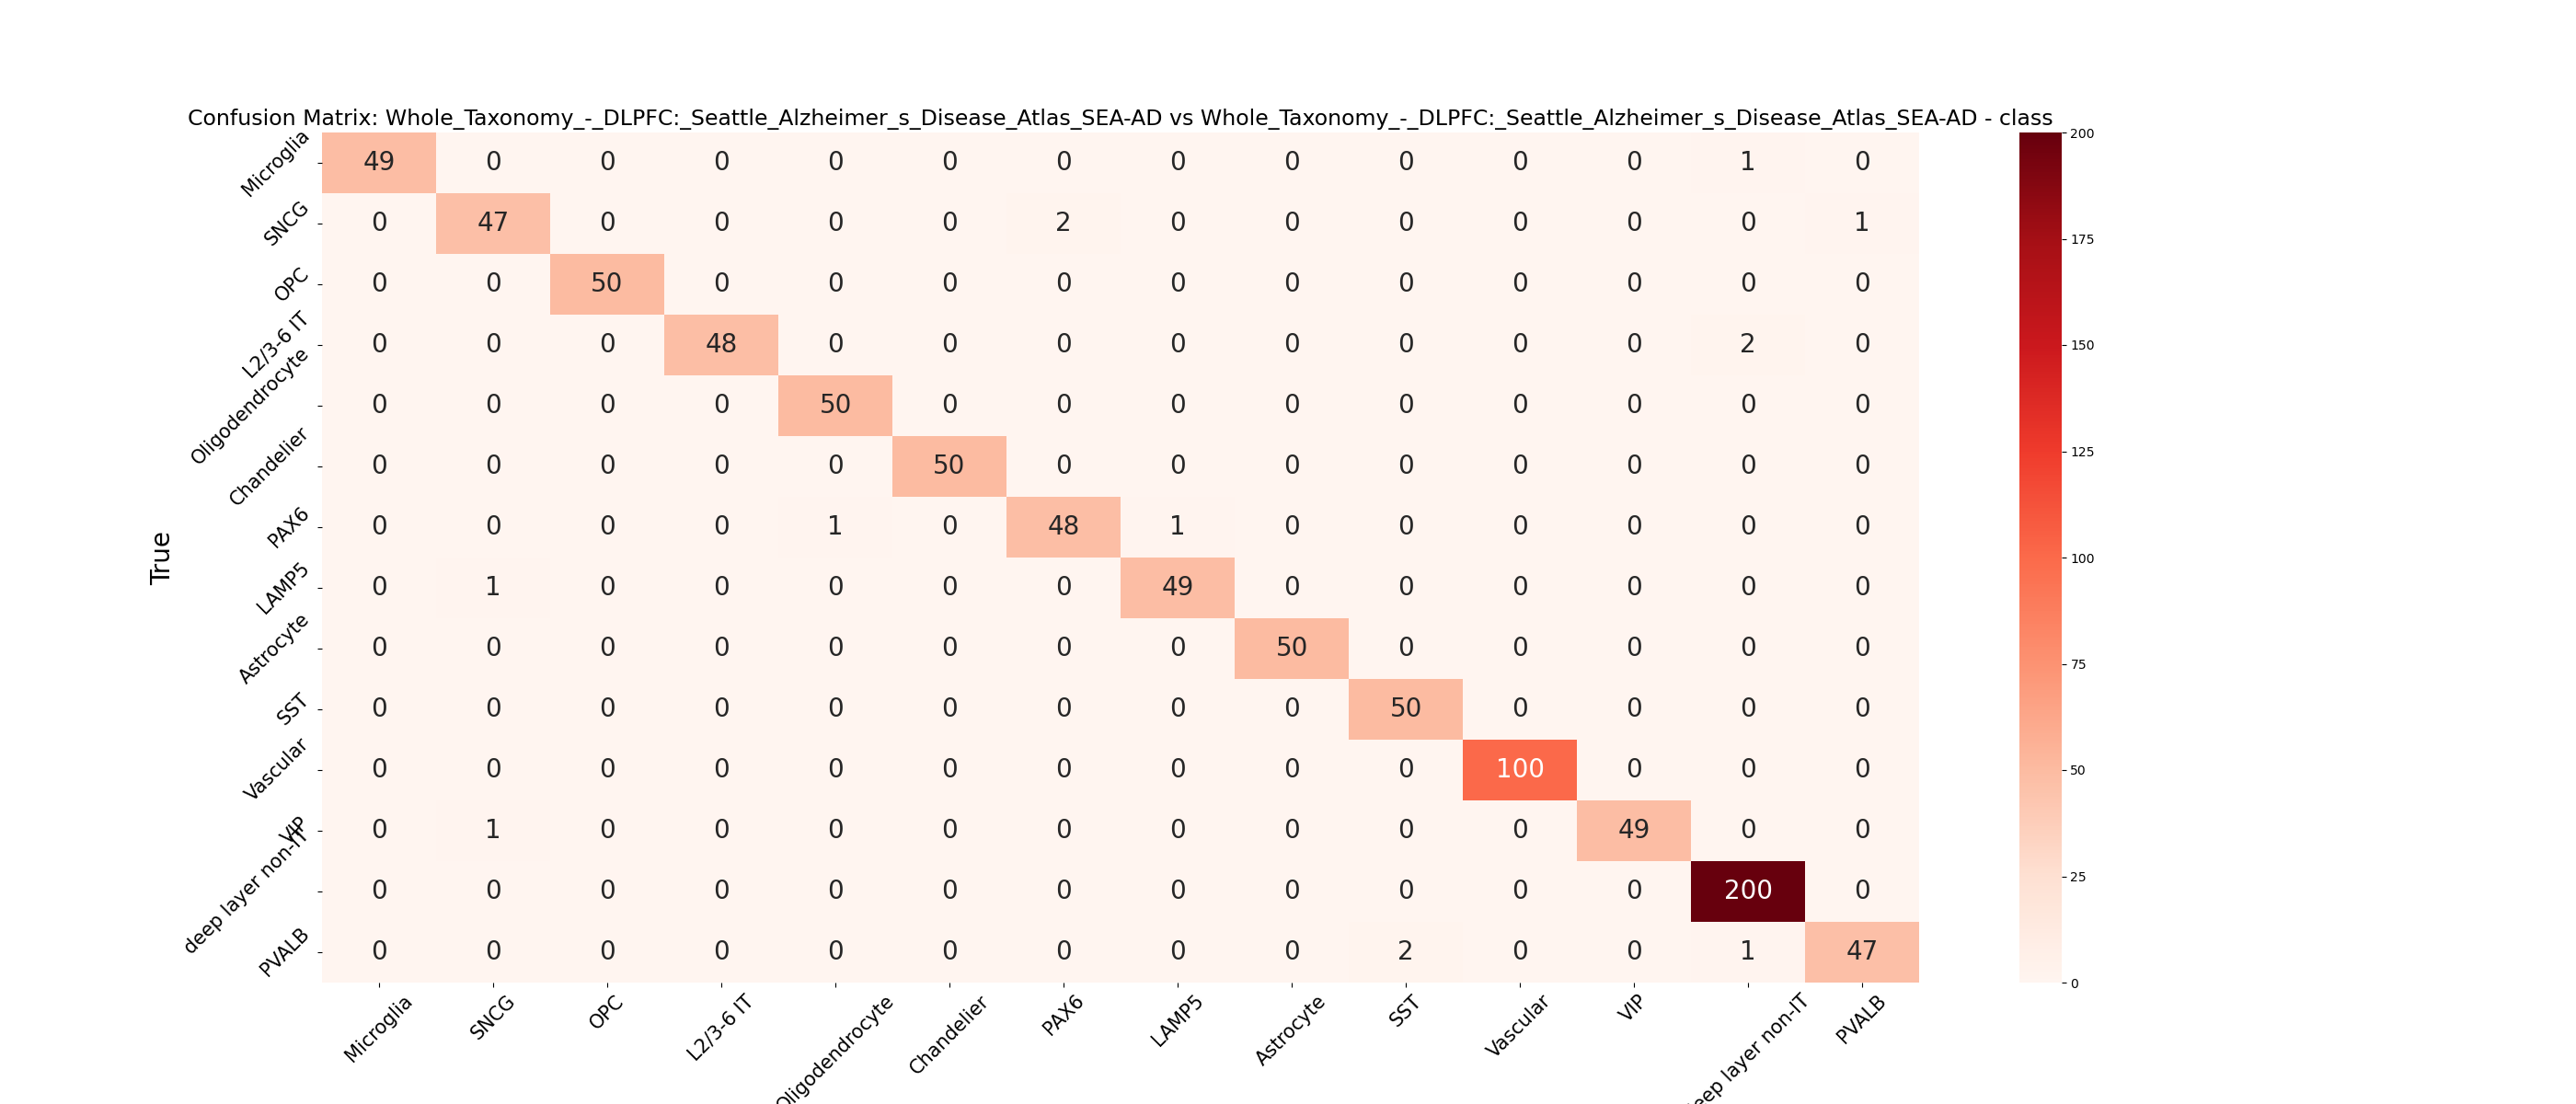 Confusion Matrix: Whole_Taxonomy_-_DLPFC:_Seattle_Alzheimer_s_Disease_Atlas_SEA-AD vs Whole_Taxonomy_-_DLPFC:_Seattle_Alzheimer_s_Disease_Atlas_SEA-AD - class
True
Microglia 49 0 0 0 0 0 0 0 0 0 0 0 1 0
SNCG 0 47 0 0 0 0 2 0 0 0 0 0 0 1
OPC 0 0 50 0 0 0 0 0 0 0 0 0 0 0
L2/3-6 IT 0 0 0 48 0 0 0 0 0 0 0 0 2 0
Oligodendrocyte 0 0 0 0 50 0 0 0 0 0 0 0 0 0
Chandelier 0 0 0 0 0 50 0 0 0 0 0 0 0 0
PAX6 0 0 0 0 1 0 48 1 0 0 0 0 0 0
LAMP5 0 1 0 0 0 0 0 49 0 0 0 0 0 0
Astrocyte 0 0 0 0 0 0 0 0 50 0 0 0 0 0
SST 0 0 0 0 0 0 0 0 0 50 0 0 0 0
Vascular 0 0 0 0 0 0 0 0 0 0 100 0 0 0
VIP 0 1 0 0 0 0 0 0 0 0 0 49 0 0
deep layer non-IT 0 0 0 0 0 0 0 0 0 0 0 0 200 0
PVALB 0 0 0 0 0 0 0 0 0 2 0 0 1 47
Microglia SNCG OPC L2/3-6 IT Oligodendrocyte Chandelier PAX6 LAMP5 Astrocyte SST Vascular VIP layer non-IT PVALB
200
175
150
125
100
75
50
25
0